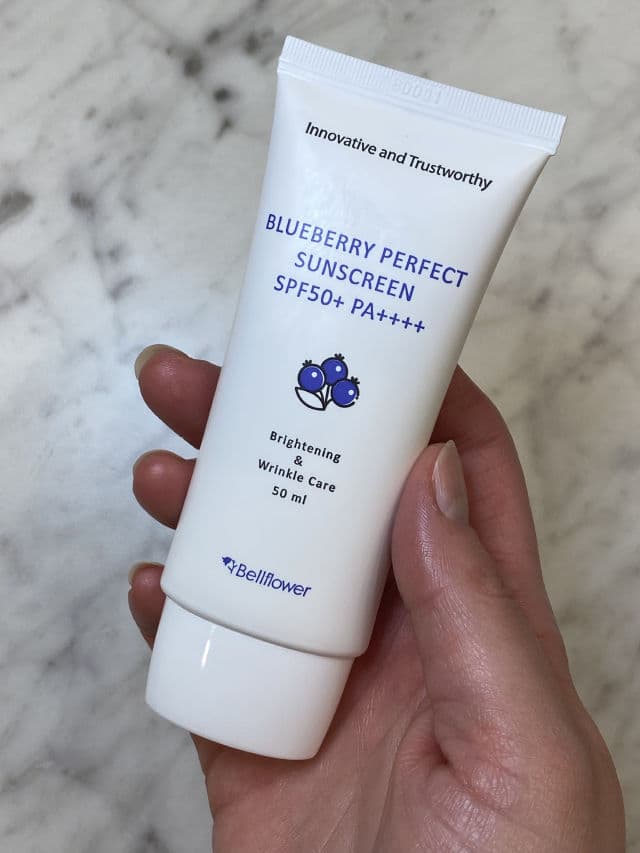 Innovative and Trustworthy
BLUEBERRY PERFECT
SUNSCREEN
SPF50+ PA++++
Brightening
&
Wrinkle Care
50 ml
Bellflower